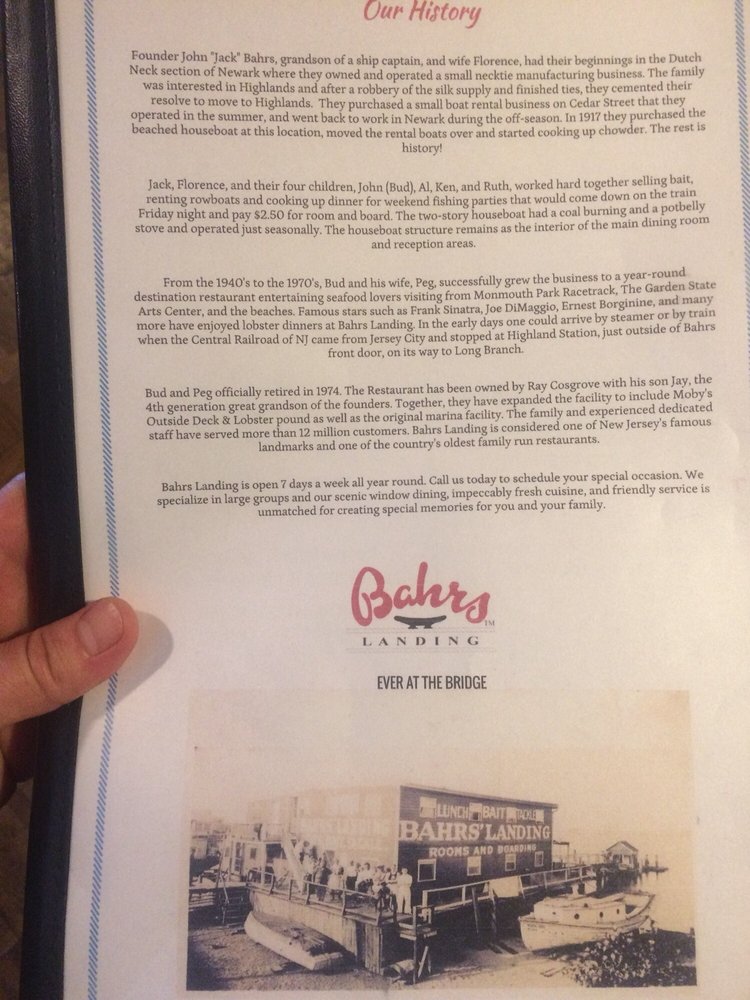 Our History
Founder John "Jack" Bahrs, grandson of a ship captain, and wife Florence, had their beginnings in the Dutch
Neck section of Newark where they owned and operated a small necktie manufacturing business. The family
was interested in Highlands and after a robbery of the silk supply and finished ties, they cemented their
resolve to move to Highlands. They purchased a small boat rental business on Cedar Street that they
operated in the summer, and went back to work in Newark during the off-season. In 1917 they purchased the
beached houseboat at this location, moved the rental boats over and started cooking up chowder. The rest is
history!
Jack, Florence, and their four children, John (Bud), Al, Ken, and Ruth, worked hard together selling bait,
renting rowboats and cooking up dinner for weekend fishing parties that would come down on the train
Friday night and pay $2.50 for room and board. The two-story houseboat had a coal burning and a potbelly
stove and operated just seasonally. The houseboat structure remains as the interior of the main dining room
and reception areas.
From the 1940's to the 1970's, Bud and his wife, Peg, successfully grew the business to a year-round
destination restaurant entertaining seafood lovers visiting from Monmouth Park Racetrack, The Garden State
Arts Center, and the beaches. Famous stars such as Frank Sinatra, Joe DiMaggio, Ernest Borginine, and many
more have enjoyed lobster dinners at Bahrs Landing. In the early days one could arrive by steamer or by train
when the Central Railroad of NJ came from Jersey City and stopped at Highland Station, just outside of Bahrs
front door, on its way to Long Branch.
Bud and Peg officially retired in 1974. The Restaurant has been owned by Ray Cosgrove with his son Jay, the
4th generation great grandson of the founders. Together, they have expanded the facility to include Moby's
Outside Deck & Lobster pound as well as the original marina facility. The family and experienced dedicated
staff have served more than 12 million customers. Bahrs Landing is considered one of New Jersey's famous
landmarks and one of the country's oldest family run restaurants.
Bahrs Landing is open 7 days a week all year round. Call us today to schedule your special occasion. We
specialize in large groups and our scenic window dining, impeccably fresh cuisine, and friendly service is
unmatched for creating special memories for you and your family.
Bahrs TM
LANDING
EVER AT THE BRIDGE
LUNCH BAIT TACKLE
BAHRS' LANDING
ROOMS AND BOARDING